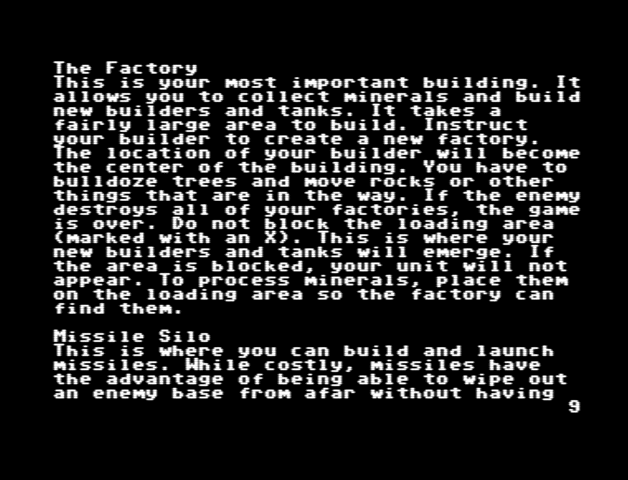 The Factory
This is your most important building. It
allows you to collect minerals and build
new builders and tanks. It takes a
fairly large area to build. Instruct
your builder to create a new factory.
The location of your builder will become
the center of the building. You have to
bulldoze trees and move rocks or other
things that are in the way. If the enemy
destroys all of your factories, the game
is over. Do not block the loading area
(marked with an X). This is where your
new builders and tanks will emerge. If
the area is blocked, your unit will not
appear. To process minerals, place them
on the loading area so the factory can
find them.
Missile Silo
This is where you can build and launch
missiles. While costly, missiles have
the advantage of being able to wipe out
an enemy base from afar without having
9